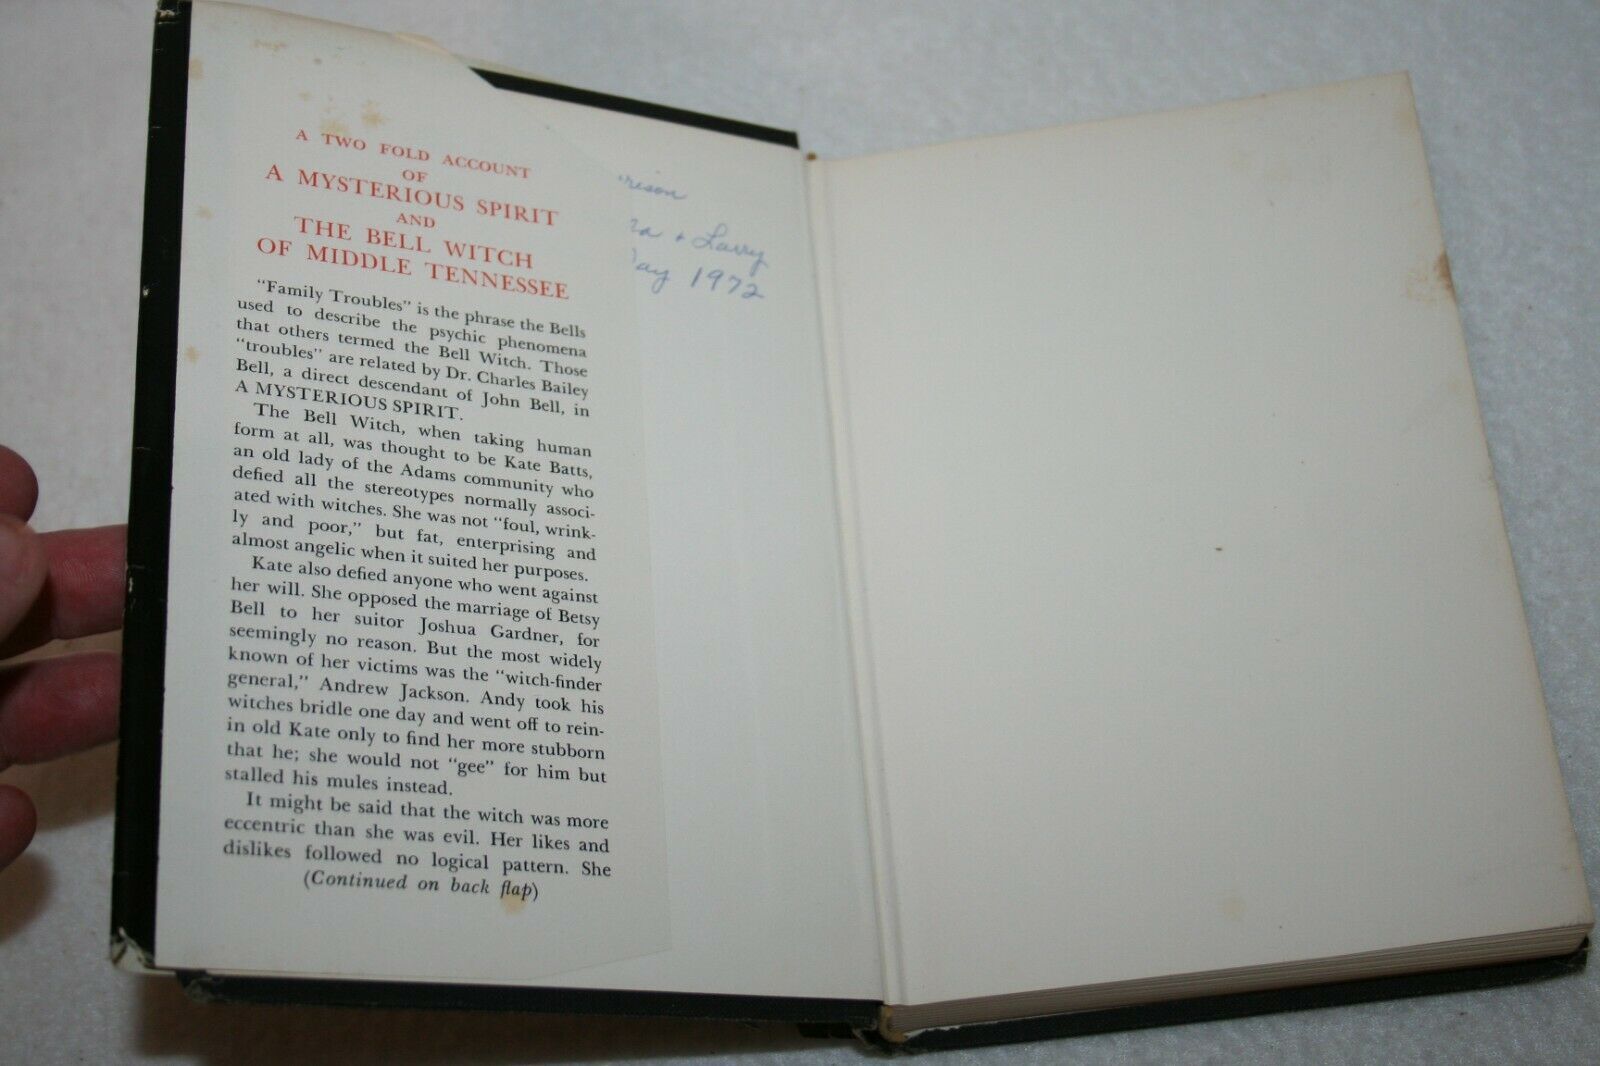 A TWO FOLD ACCOUNT
OF
A MYSTERIOUS SPIRIT
AND
THE BELL WITCH
OF MIDDLE TENNESSEE
"Family Troubles" is the phrase the Bells
used to describe the psychic phenomena
that others termed the Bell Witch. Those
"troubles" are related by Dr. Charles Bailey
Bell, a direct descendant of John Bell, in
A MYSTERIOUS SPIRIT.
The Bell Witch, when taking human
form at all, was thought to be Kate Batts,
an old lady of the Adams community who
defied all the stereotypes normally associ-
ated with witches. She was not "foul, wrink-
ly and poor," but fat, enterprising and
almost angelic when it suited her purposes.
Kate also defied anyone who went against
her will. She opposed the marriage of Betsy
Bell to her suitor Joshua Gardner, for
seemingly no reason. But the most widely
known of her victims was the "witch-finder
general," Andrew Jackson. Andy took his
witches bridle one day and went off to rein-
in old Kate only to find her more stubborn
that he; she would not "gee" for him but
stalled his mules instead.
It might be said that the witch was more
eccentric than she was evil. Her likes and
dislikes followed no logical pattern. She
(Continued on back flap)
rison
+ Larry
Day 1972